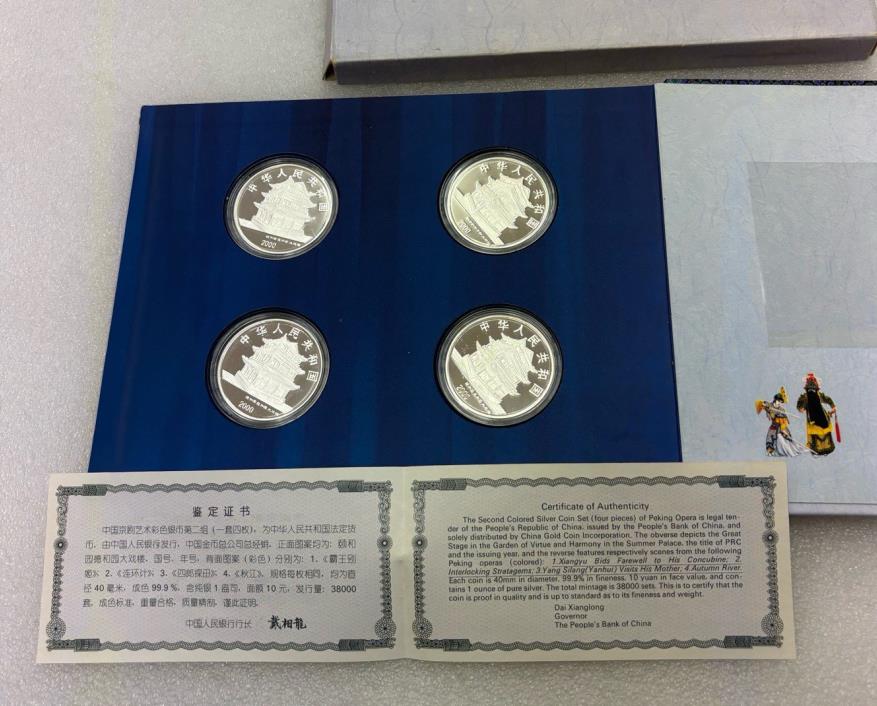 中华人民共和国
2000
中华人民共和国
2000
中华人民共和国
2000
中华人民共和国
鉴定证书
中国京剧艺术彩色银币第二组(一套四枚),为中华人民共和国法定货
币,由中国人民银行发行,中国金币总公司总经销。正面图案均为:颐和
园德和园大戏楼、国号、年号,背面图案(彩色)分别为:1、《霸王别
姬》2、《连环计》3、《四郎探母》4、《秋江》。规格每枚相同,均为直
径40毫米,成色99.9%,含纯银1盎司,面额10元,发行量:38000
套,成色标准,重量合格,质量精制,谨此证明。
中国人民银行行长 戴相龙
Certificate of Authenticity
The Second Colored Silver Coin Set (four pieces) of Peking Opera is legal ten-
der of the People's Republic of China, issued by the People's Bank of China, and
solely distributed by China Gold Coin Incorporation. The obverse depicts the Great
Stage in the Garden of Virtue and Harmony in the Summer Palace, the title of PRC
and the issuing year, and the reverse features respectively scenes from the following
Peking operas (colored): 1.Xiangyu Bids Farewell to His Concubine; 2.
Interlocking Strategems; 3.Yang Silang(Yanhui) Visits His Mother; 4.Autumn River.
Each coin is 40mm in diameter, 99.9% in fineness, 10 yuan in face value, and con-
tains 1 ounce of pure silver. The total mintage is 38000 sets. This is to certify that the
coin is proof in quality and is up to standard as to its fineness and weight.
Dai Xianglong
Governor
The People's Bank of China